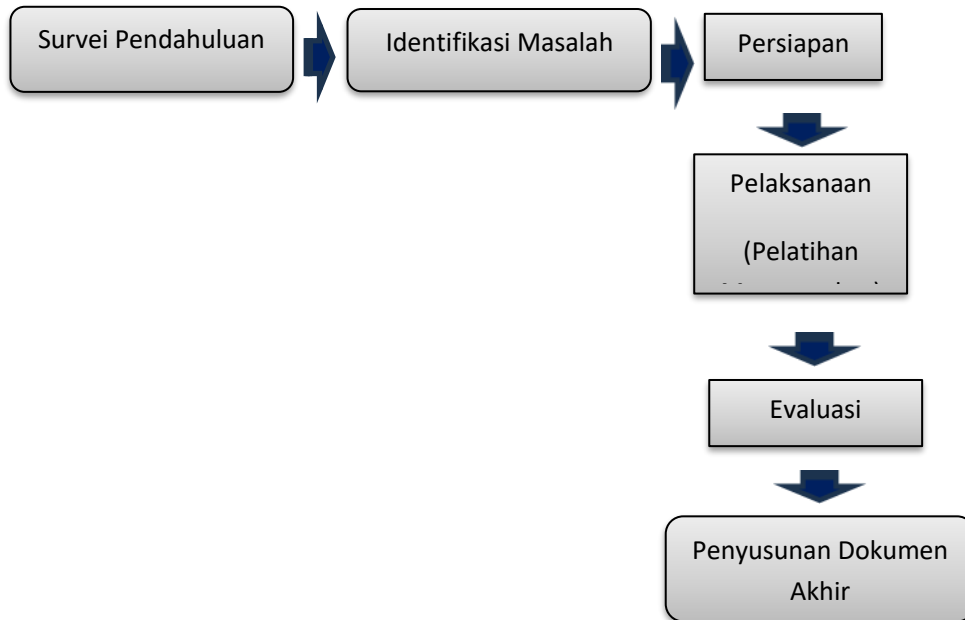 Survei Pendahuluan
Identifikasi Masalah
Persiapan
Pelaksanaan
(Pelatihan
Evaluasi
Penyusunan Dokumen
Akhir